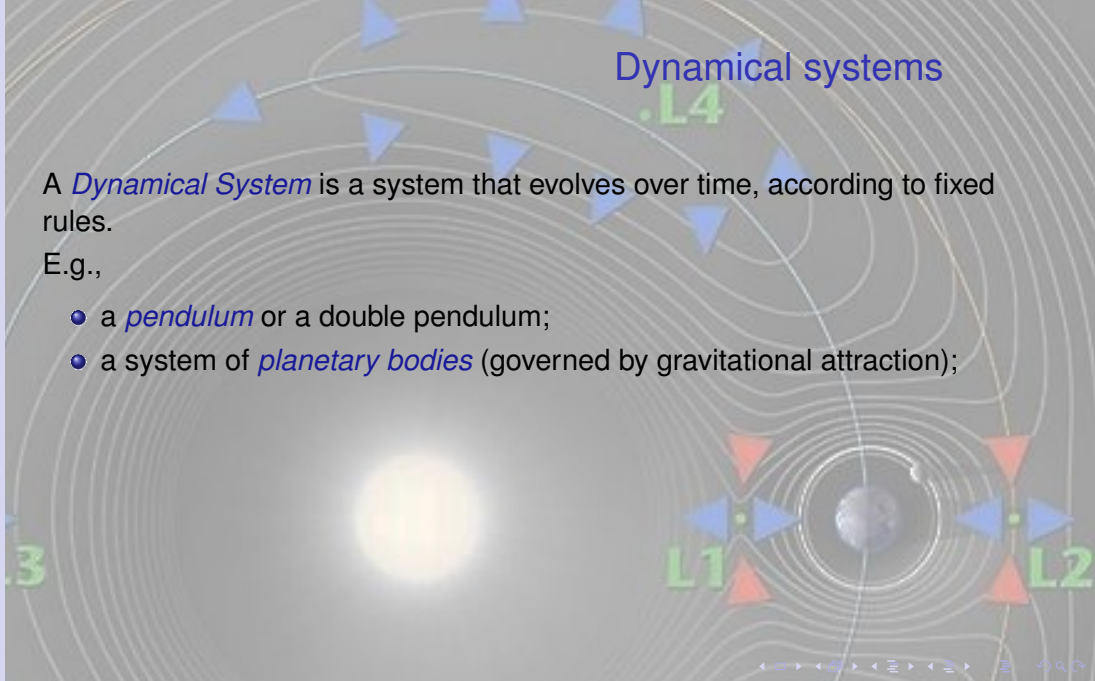 Dynamical systems
.L4
A Dynamical System is a system that evolves over time, according to fixed
rules.
E.g.,
a pendulum or a double pendulum;
a system of planetary bodies (governed by gravitational attraction);
.3
L1
L2